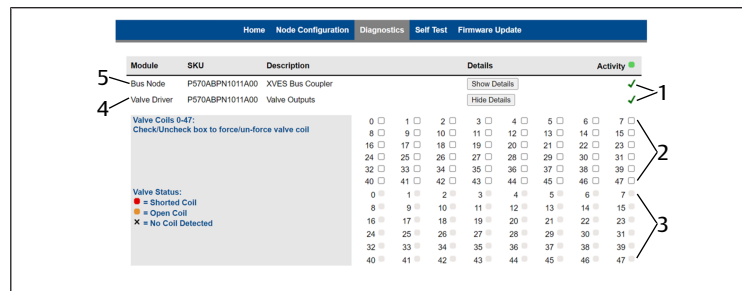 Home Node Configuration Diagnostics Self Test Firmware Update
Module SKU Description Details Activity
5 Bus Node P570ABPN1011A00 XVES Bus Coupler Show Details 1
4 Valve Driver P570ABPN1011A00 Valve Outputs Hide Details
Valve Coils 0-47:
Check/Uncheck box to force/un-force valve coil
0 1 2 3 4 5 6 7
8 9 10 11 12 13 14 15
16 17 18 19 20 21 22 23
2
24 25 26 27 28 29 30 31
32 33 34 35 36 37 38 39
40 41 42 43 44 45 46 47
Valve Status:
= Shorted Coil
= Open Coil
X = No Coil Detected
0 1 2 3 4 5 6 7
8 9 10 11 12 13 14 15
16 17 18 19 20 21 22 23
3
24 25 26 27 28 29 30 31
32 33 34 35 36 37 38 39
40 41 42 43 44 45 46 47